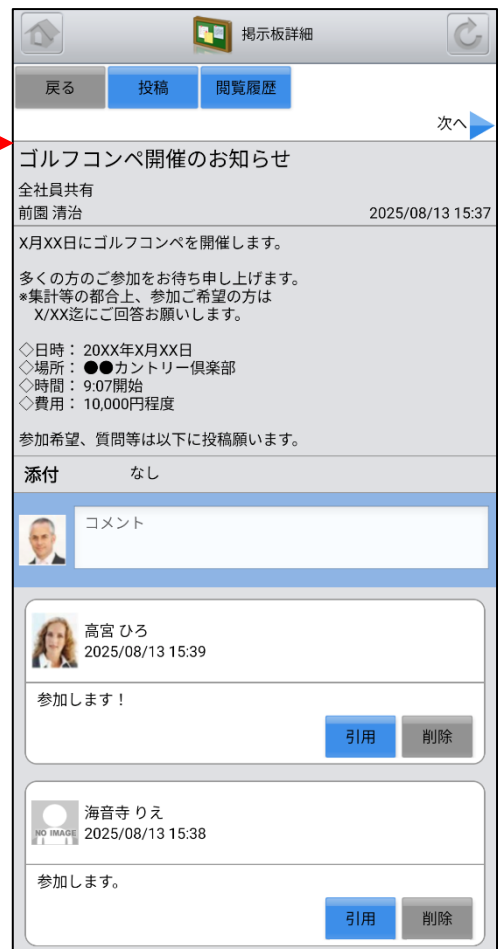 掲示板詳細
戻る 投稿 閲覧履歴
次へ
ゴルフコンペ開催のお知らせ
全社員共有
前園 清治 2025/08/13 15:37
X月XX日にゴルフコンペを開催します。
多くの方のご参加をお待ち申し上げます。
*集計等の都合上、参加ご希望の方は
X/XX迄にご回答お願いします。
◇日時： 20XX年X月XX日
◇場所： ●●カントリー倶楽部
◇時間： 9:07開始
◇費用： 10,000円程度
参加希望、質問等は以下に投稿願います。
添付 なし
コメント
高宮 ひろ
2025/08/13 15:39
参加します！
引用 削除
NO IMAGE
海音寺 りえ
2025/08/13 15:38
参加します。
引用 削除